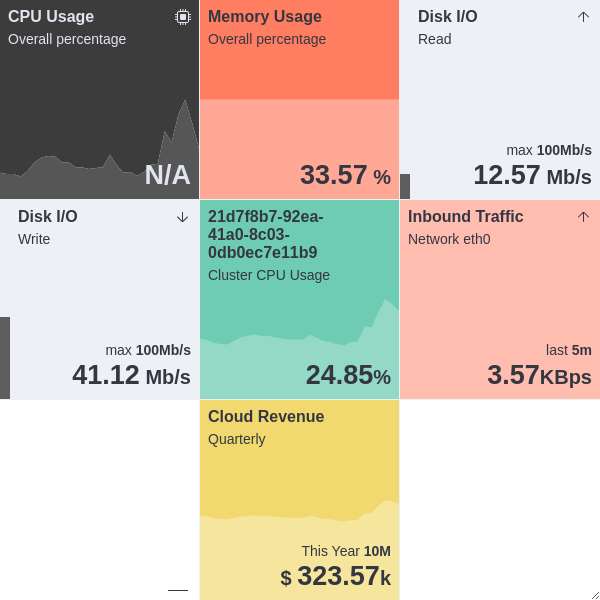 CPU Usage
Overall percentage
N/A
Memory Usage
Overall percentage
33.57 %
Disk I/O
Read
max 100Mb/s
12.57 Mb/s
Disk I/O
Write
max 100Mb/s
41.12 Mb/s
21d7f8b7-92ea-
41a0-8c03-
0db0ec7e11b9
Cluster CPU Usage
24.85%
Inbound Traffic
Network eth0
last 5m
3.57KBps
Cloud Revenue
Quarterly
This Year 10M
$ 323.57k